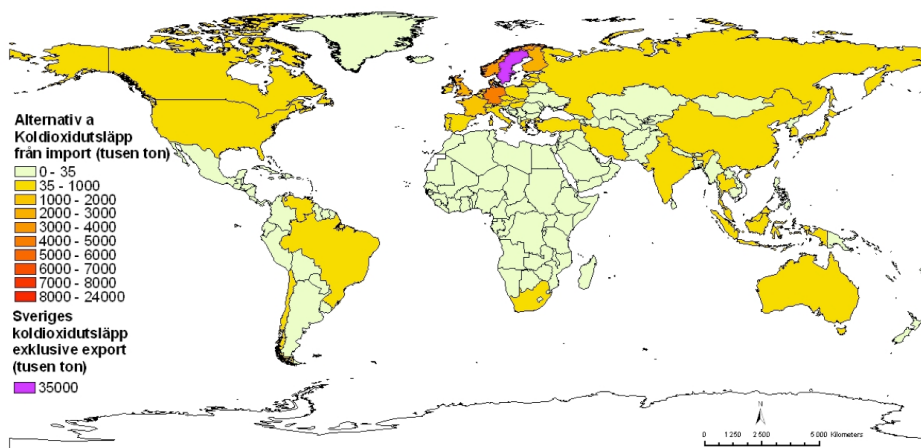 Alternativ a
Koldioxidutsläpp
från import (tusen ton)
0 - 35
35 - 1000
1000 - 2000
2000 - 3000
3000 - 4000
4000 - 5000
5000 - 6000
6000 - 7000
7000 - 8000
8000 - 24000
Sveriges
koldioxidutsläpp
exklusive export
(tusen ton)
35000
N
0 1 250 2 500 5 000 Kilometers